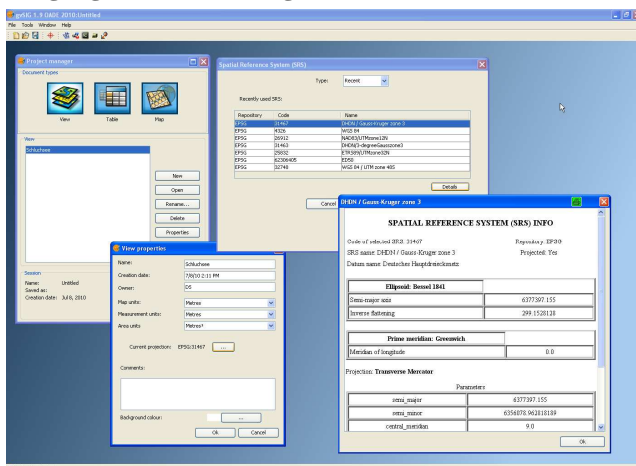 gvSIG 1.9 OADE 2010:Untitled
File Tools Window Help
Project manager
Document types
View Table Map
View
Schluchsee
New
Open
Rename...
Delete
Properties
Session
Name: Untitled
Saved as:
Creation date: Jul 8, 2010
Spatial Reference System (SRS)
Type: Recent
Recently used SRS:
Repository Code Name
EPSG 31467 DHDN / Gauss-Kruger zone 3
EPSG 4326 WGS 84
EPSG 26912 NAD83/UTMzone12N
EPSG 31463 DHDN/3-degreeGausszone3
EPSG 25832 ETRS89/UTMzone32N
EPSG 62306405 ED50
EPSG 32740 WGS 84 / UTM zone 40S
Details
Cancel
View properties
Name: Schluchsee
Creation date: 7/8/10 2:11 PM
Owner: DS
Map units: Metres
Measurement units: Metres
Area units Metres²
Current projection: EPSG:31467 ...
Comments:
Background colour: ...
Ok Cancel
DHDN / Gauss-Kruger zone 3
SPATIAL REFERENCE SYSTEM (SRS) INFO
Code of selected SRS: 31467 Repository: EPSG
SRS name: DHDN / Gauss-Kruger zone 3 Projected: Yes
Datum name: Deutsches Hauptdreiecksnetz
Ellipsoid: Bessel 1841
Semi-major axis 6377397.155
Inverse flattening 299.1528128
Prime meridian: Greenwich
Meridian of longitude 0.0
Projection: Transverse Mercator
Parameters
semi_major 6377397.155
semi_minor 6356078.962818189
central_meridian 9.0
Ok